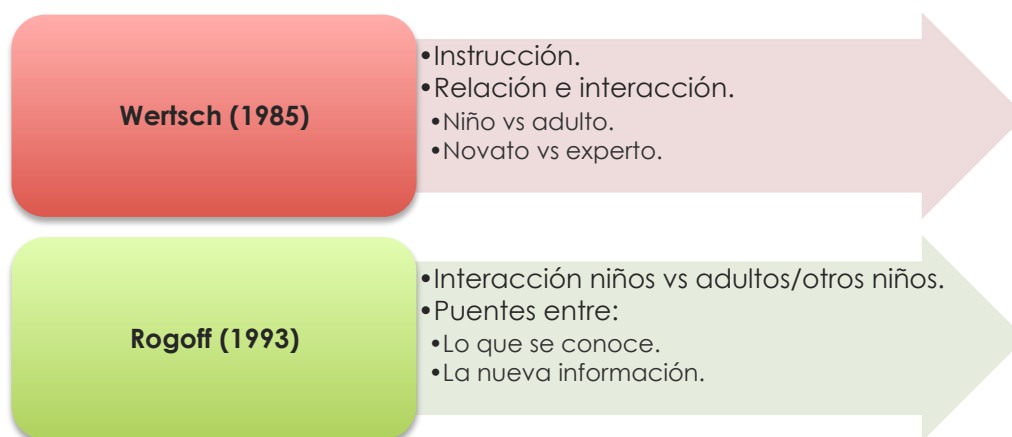 Wertsch (1985)
•Instrucción.
•Relación e interacción.
•Niño vs adulto.
•Novato vs experto.
Rogoff (1993)
•Interacción niños vs adultos/otros niños.
•Puentes entre:
•Lo que se conoce.
•La nueva información.